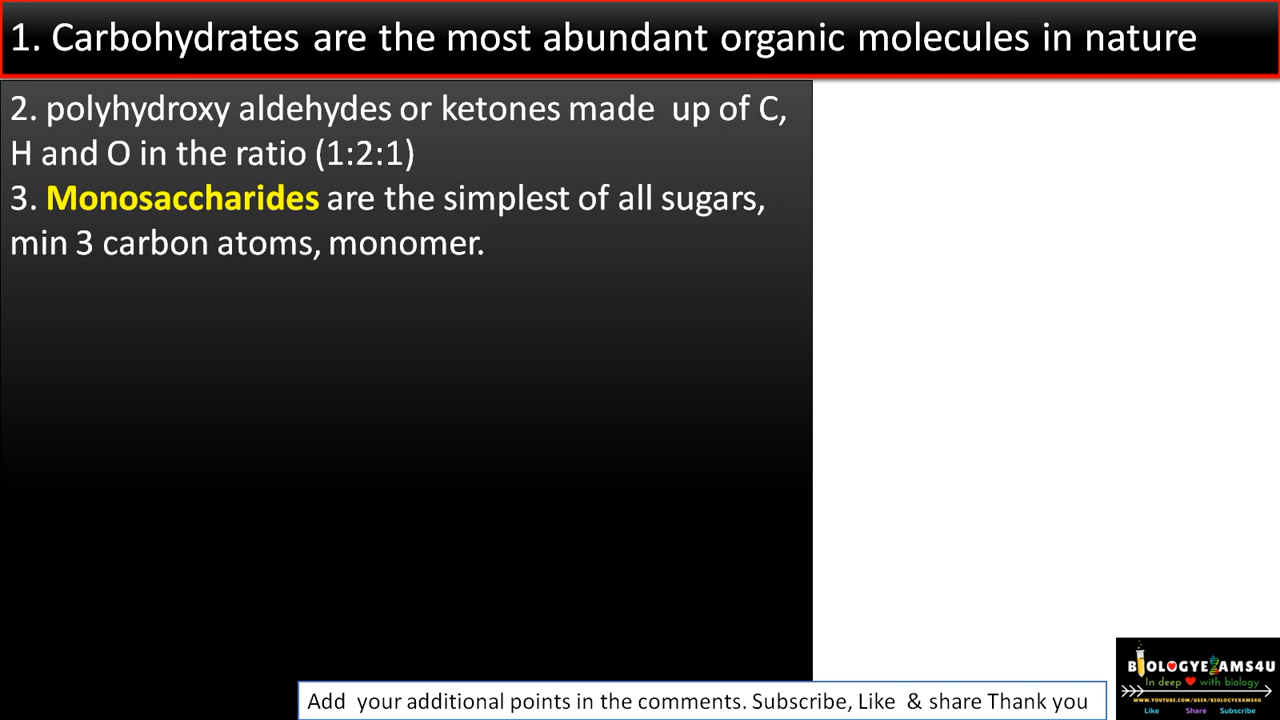 1. Carbohydrates are the most abundant organic molecules in nature
2. polyhydroxy aldehydes or ketones made up of C,
H and O in the ratio (1:2:1)
3. Monosaccharides are the simplest of all sugars,
min 3 carbon atoms, monomer.
Add your additional points in the comments. Subscribe, Like & share Thank you
BIOLOGYEXAMS4U
In deep ❤ with biology
WWW.YOUTUBE.COM/USER/BIOLOGYEXAMS4U
Like Share Subscribe